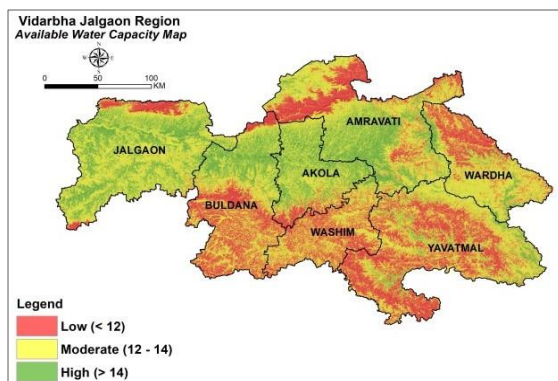 Vidarbha Jalgaon Region
Available Water Capacity Map
N
W E
S
0 50 100
KM
JALGAON
AMRAVATI
WARDHA
AKOLA
BULDANA
WASHIM
YAVATMAL
Legend
Low (< 12)
Moderate (12 - 14)
High (> 14)